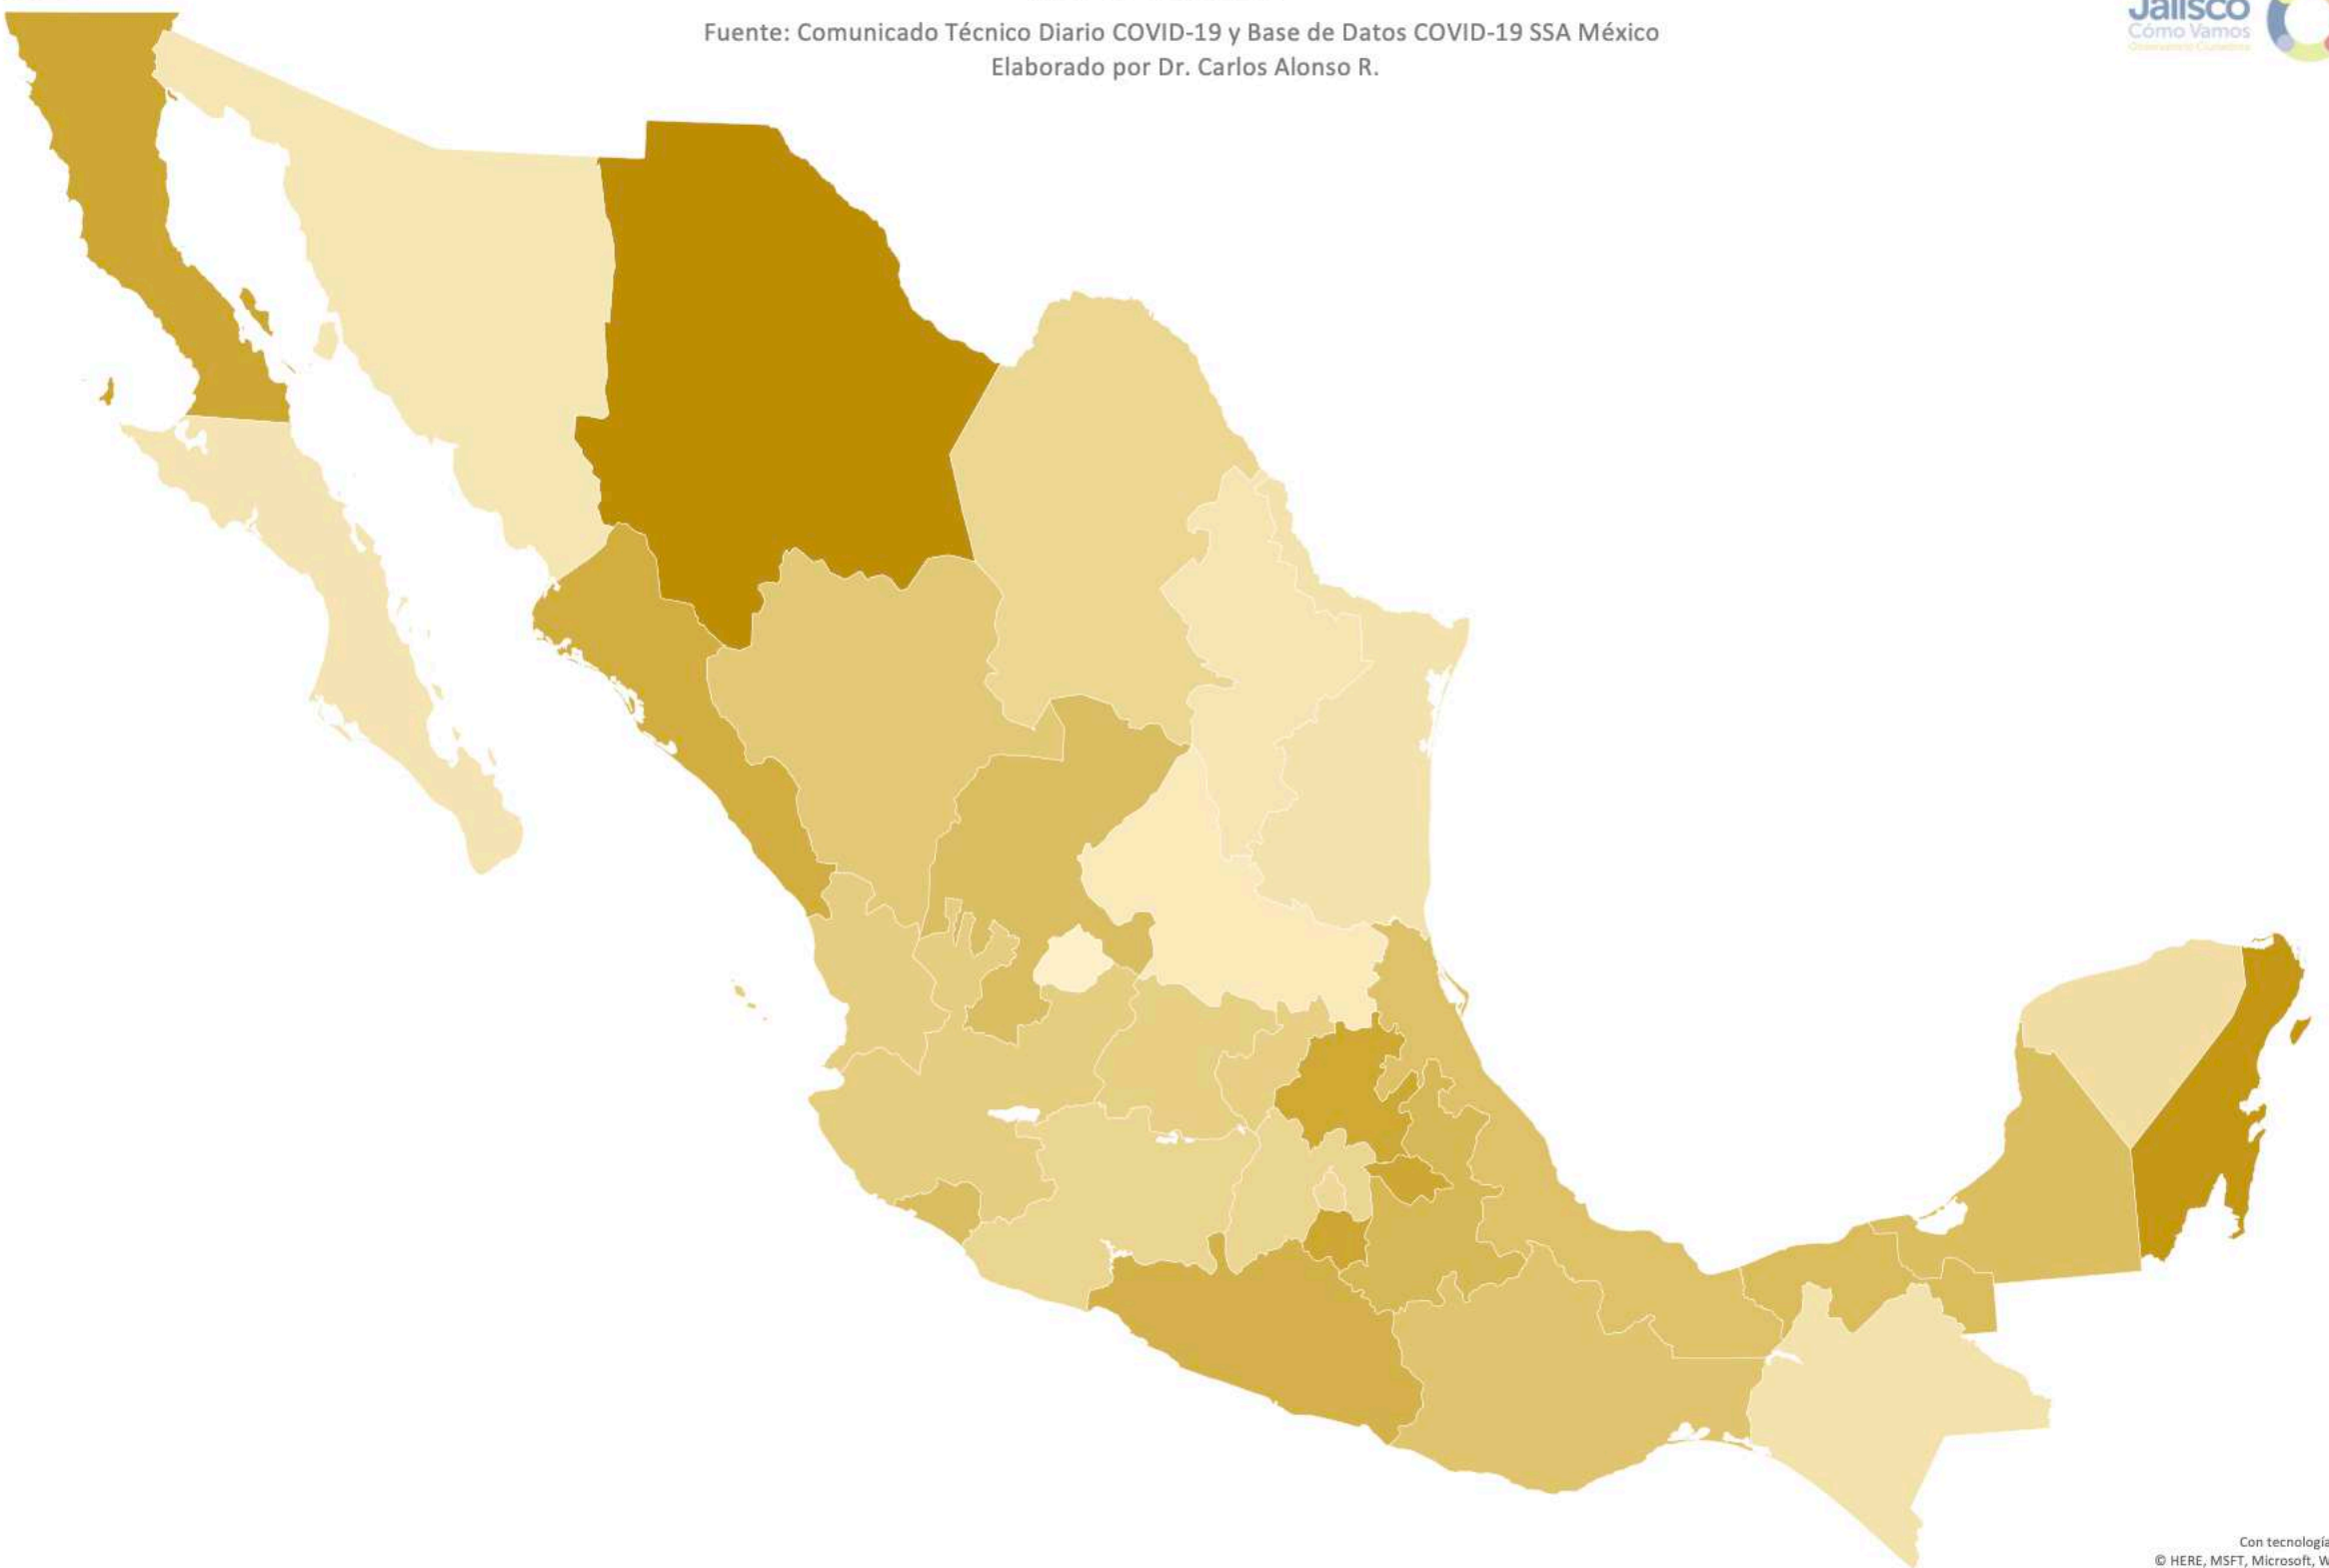 Fuente: Comunicado Técnico Diario COVID-19 y Base de Datos COVID-19 SSA México
Elaborado por Dr. Carlos Alonso R.
Jalisco
Cómo Vamos
Con tecnología
© HERE, MSFT, Microsoft, W